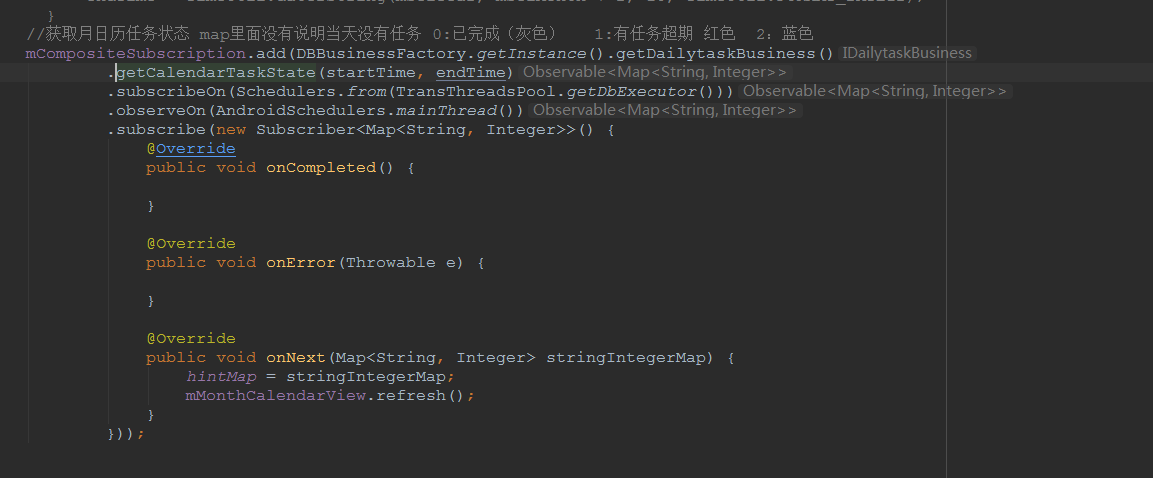 }
//获取月日历任务状态 map里面没有说明当天没有任务 0:已完成（灰色）   1:有任务超期 红色  2：蓝色
mCompositeSubscription.add(DBBusinessFactory.getInstance().getDailytaskBusiness() IDailytaskBusiness
.getCalendarTaskState(startTime, endTime) Observable<Map<String, Integer>>
.subscribeOn(Schedulers.from(TransThreadsPool.getDbExecutor())) Observable<Map<String, Integer>>
.observeOn(AndroidSchedulers.mainThread()) Observable<Map<String, Integer>>
.subscribe(new Subscriber<Map<String, Integer>>() {
@Override
public void onCompleted() {
}
@Override
public void onError(Throwable e) {
}
@Override
public void onNext(Map<String, Integer> stringIntegerMap) {
hintMap = stringIntegerMap;
mMonthCalendarView.refresh();
}
}));